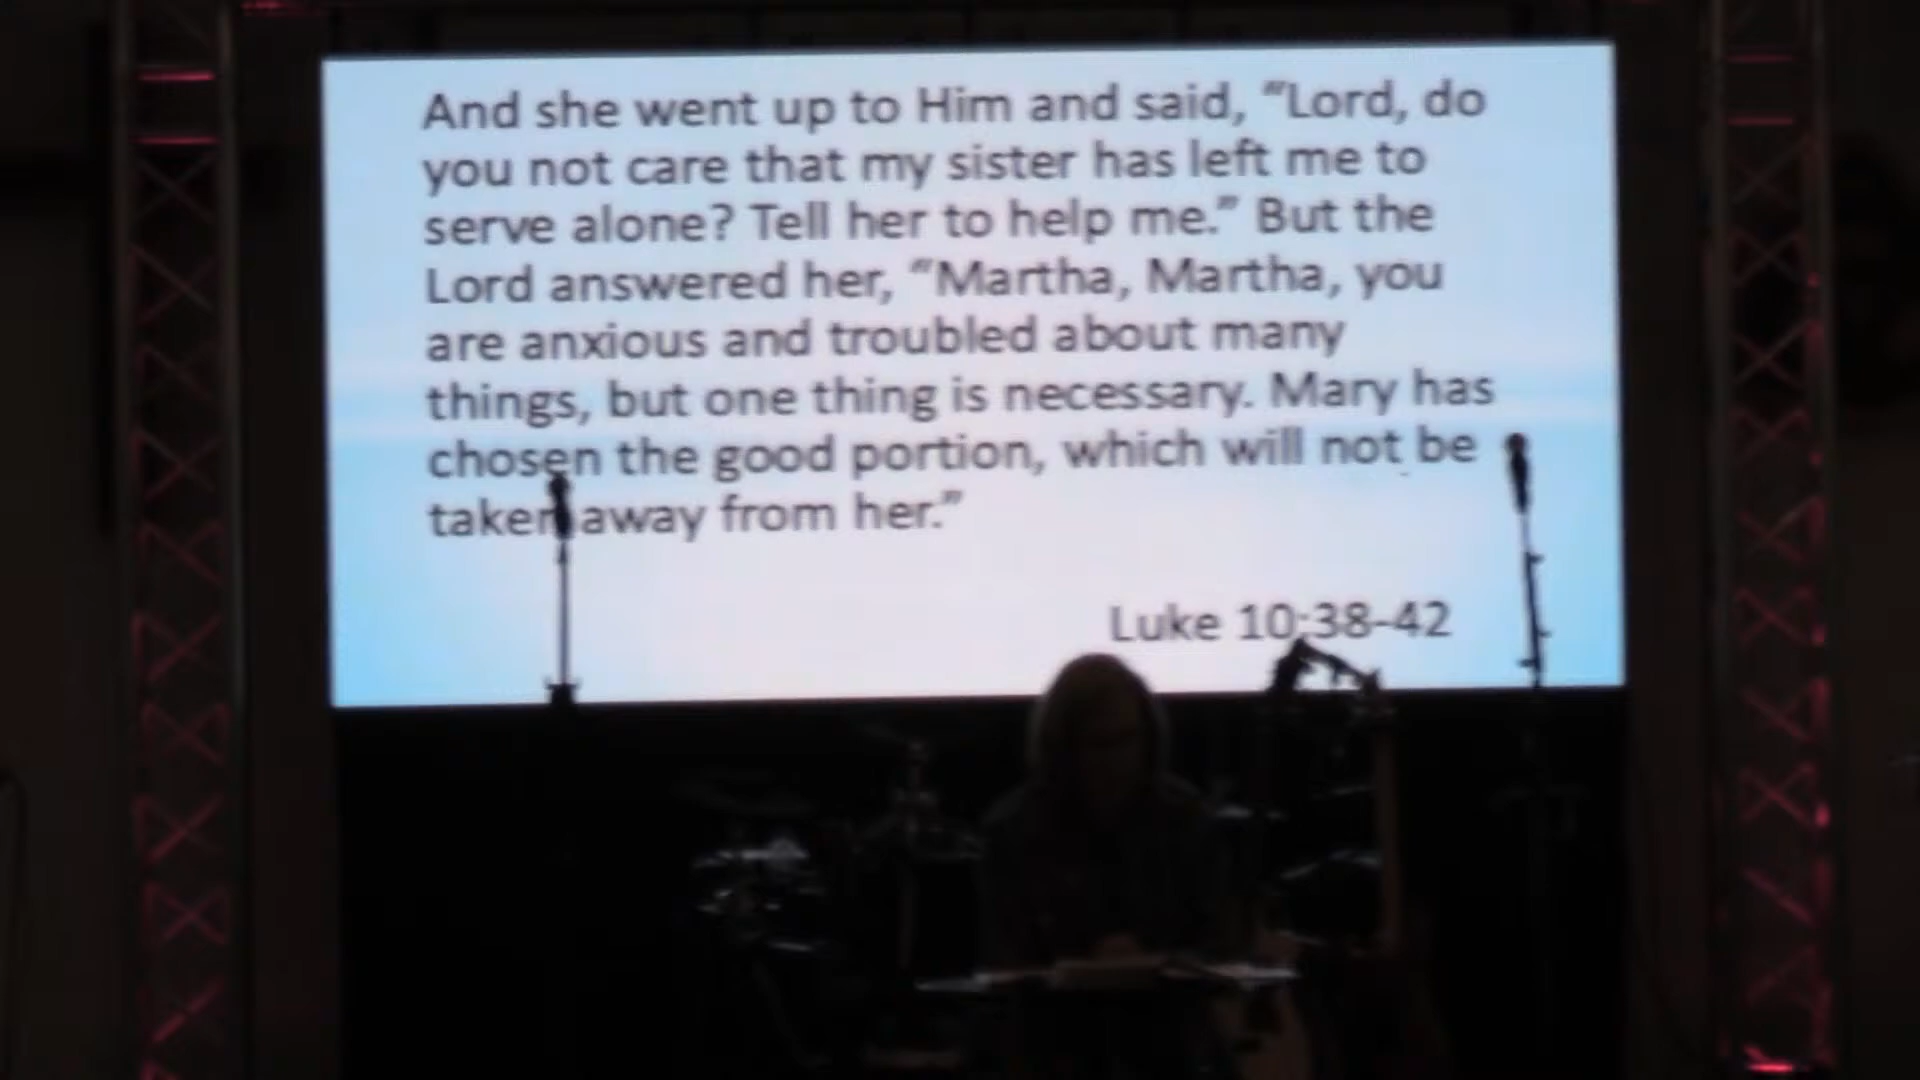 And she went up to Him and said, “Lord, do
you not care that my sister has left me to
serve alone? Tell her to help me.” But the
Lord answered her, “Martha, Martha, you
are anxious and troubled about many
things, but one thing is necessary. Mary has
chosen the good portion, which will not be
taken away from her.”
Luke 10:38-42